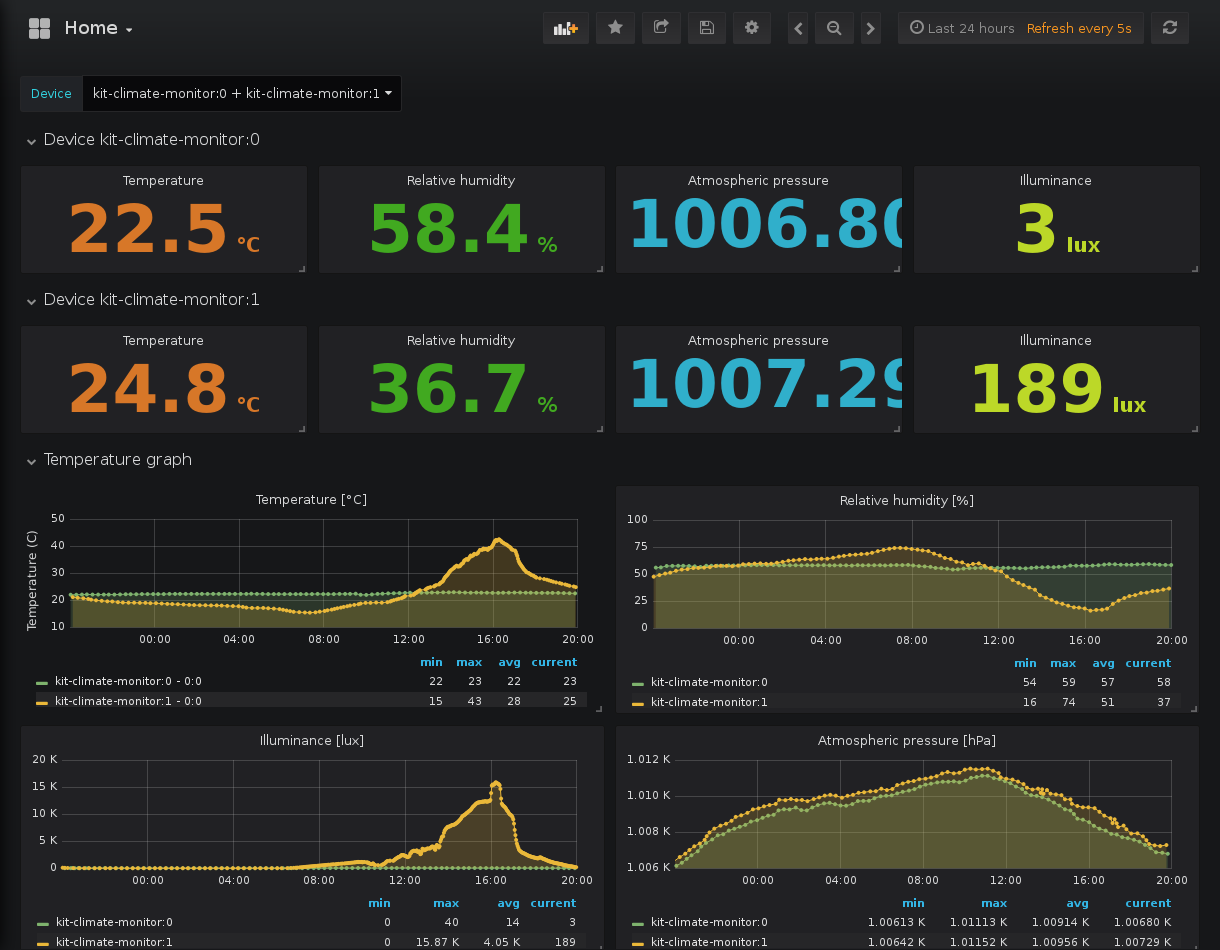 Home
Last 24 hours Refresh every 5s
Device kit-climate-monitor:0 + kit-climate-monitor:1
Device kit-climate-monitor:0
Temperature Relative humidity Atmospheric pressure Illuminance
22.5 °C 58.4 % 1006.80 3 lux
Device kit-climate-monitor:1
Temperature Relative humidity Atmospheric pressure Illuminance
24.8 °C 36.7 % 1007.29 189 lux
Temperature graph
Temperature [°C]
Temperature (C)
50
40
30
20
10
00:00 04:00 08:00 12:00 16:00 20:00
min max avg current
kit-climate-monitor:0 - 0:0 22 23 22 23
kit-climate-monitor:1 - 0:0 15 43 28 25
Relative humidity [%]
100
75
50
25
0
00:00 04:00 08:00 12:00 16:00 20:00
min max avg current
kit-climate-monitor:0 54 59 57 58
kit-climate-monitor:1 16 74 51 37
Illuminance [lux]
20 K
15 K
10 K
5 K
0
00:00 04:00 08:00 12:00 16:00 20:00
min max avg current
kit-climate-monitor:0 0 40 14 3
kit-climate-monitor:1 0 15.87 K 4.05 K 189
Atmospheric pressure [hPa]
1.012 K
1.010 K
1.008 K
1.006 K
00:00 04:00 08:00 12:00 16:00 20:00
min max avg current
kit-climate-monitor:0 1.00613 K 1.01113 K 1.00914 K 1.00680 K
kit-climate-monitor:1 1.00642 K 1.01152 K 1.00956 K 1.00729 K